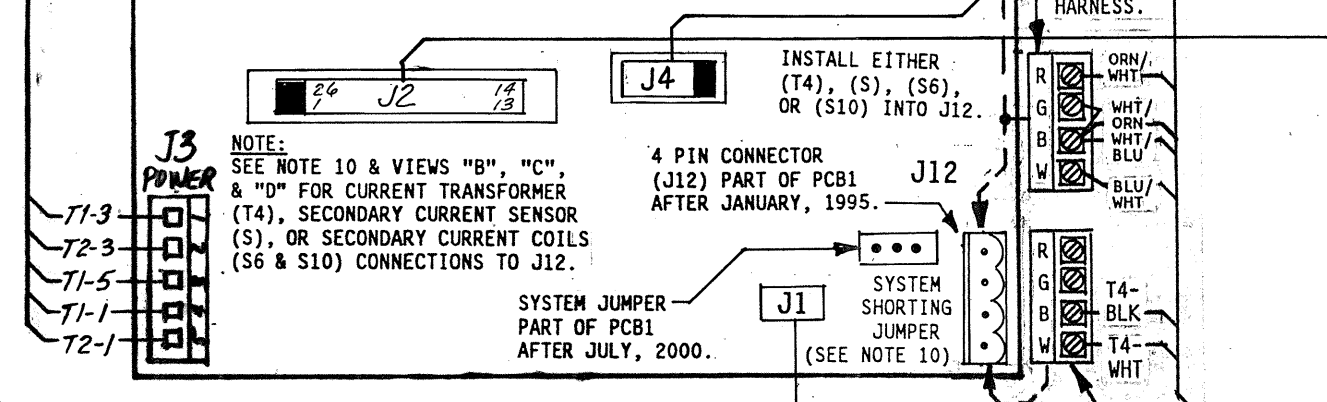 HARNESS.
J2
26
1
14
13
J4
INSTALL EITHER
(T4), (S), (S6),
OR (S10) INTO J12.
R
G
B
W
ORN/
WHT
WHT/
ORN
WHT/
BLU
BLU/
WHT
J3
POWER
T1-3
T2-3
T1-5
T1-1
T2-1
NOTE:
SEE NOTE 10 & VIEWS "B", "C",
& "D" FOR CURRENT TRANSFORMER
(T4), SECONDARY CURRENT SENSOR
(S), OR SECONDARY CURRENT COILS
(S6 & S10) CONNECTIONS TO J12.
4 PIN CONNECTOR
(J12) PART OF PCB1
AFTER JANUARY, 1995.
J12
SYSTEM JUMPER
PART OF PCB1
AFTER JULY, 2000.
J1
SYSTEM
SHORTING
JUMPER
(SEE NOTE 10)
R
G
B
W
T4-
BLK
T4-
WHT